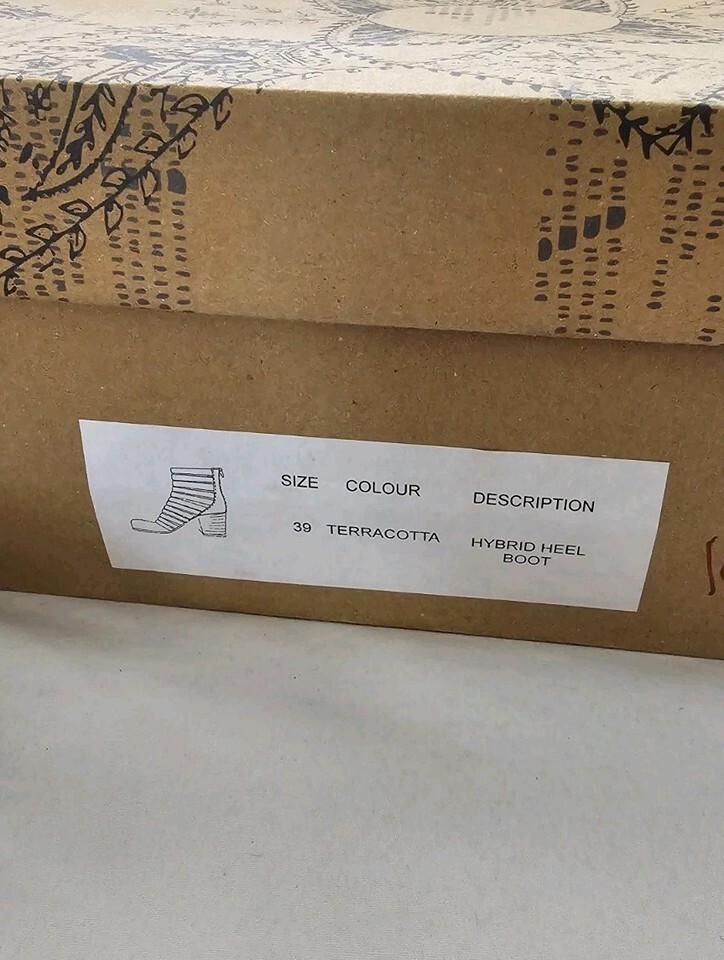 SIZE COLOUR DESCRIPTION
39 TERRACOTTA HYBRID HEEL
BOOT